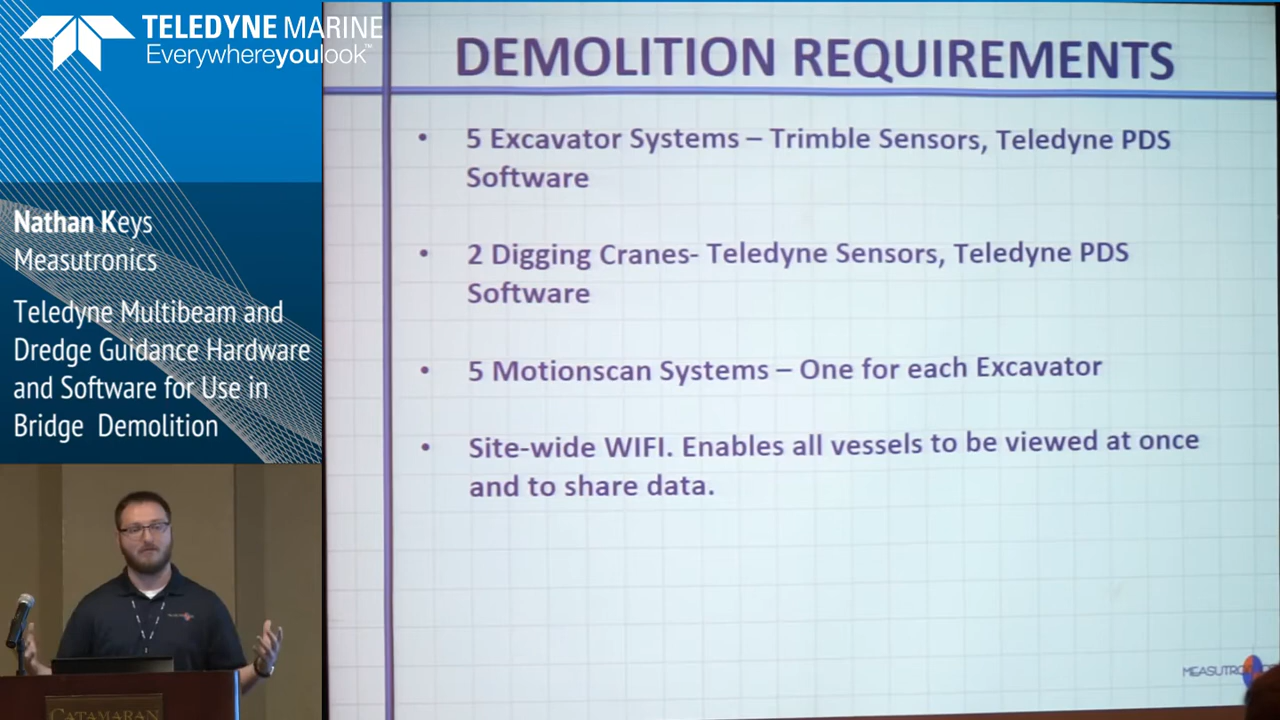 TELEDYNE MARINE
Everywhereyoulook™
Nathan Keys
Measutronics
Teledyne Multibeam and
Dredge Guidance Hardware
and Software for Use in
Bridge Demolition
CATAMARAN
DEMOLITION REQUIREMENTS
• 5 Excavator Systems – Trimble Sensors, Teledyne PDS
Software
• 2 Digging Cranes- Teledyne Sensors, Teledyne PDS
Software
• 5 Motionscan Systems – One for each Excavator
• Site-wide WIFI. Enables all vessels to be viewed at once
and to share data.